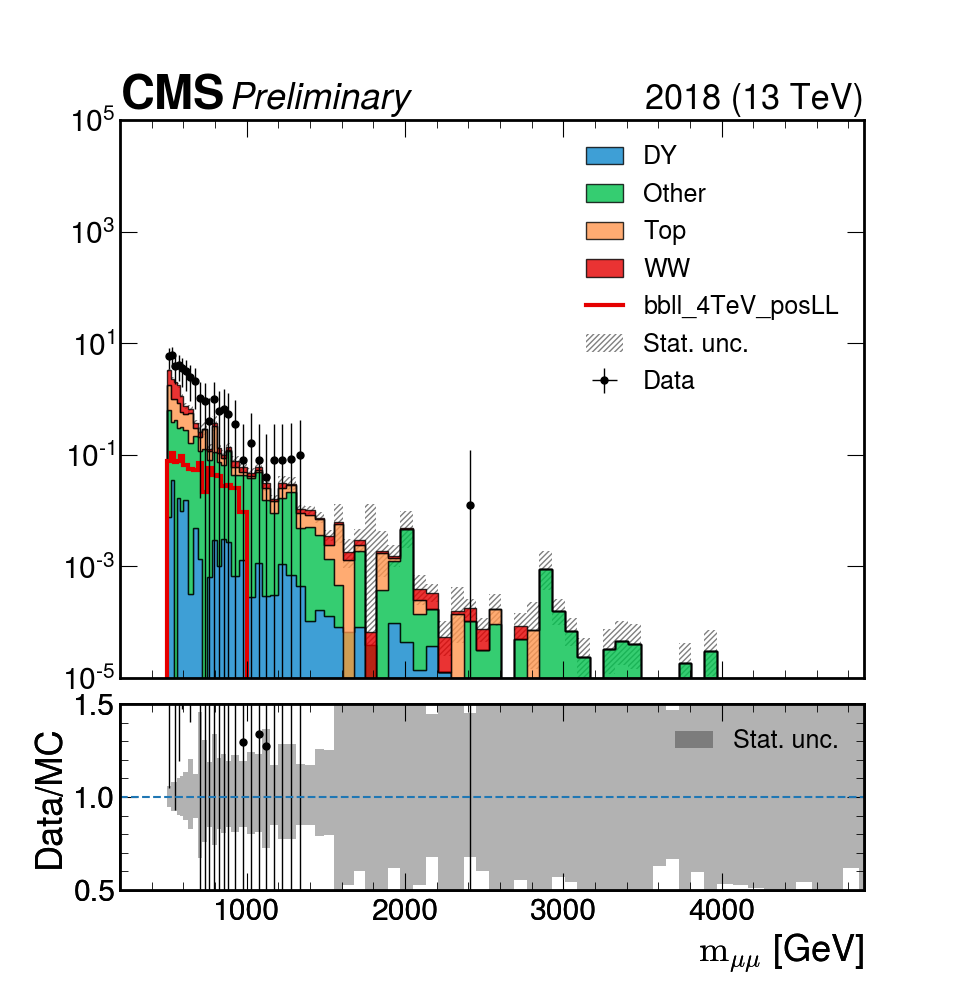 CMS Preliminary 2018 (13 TeV)
10^5
10^3
10^1
10^-1
10^-3
10^-5
DY
Other
Top
WW
bbll_4TeV_posLL
Stat. unc.
Data
Data/MC
1.5
1.0
0.5
Stat. unc.
1000 2000 3000 4000
m_μμ [GeV]